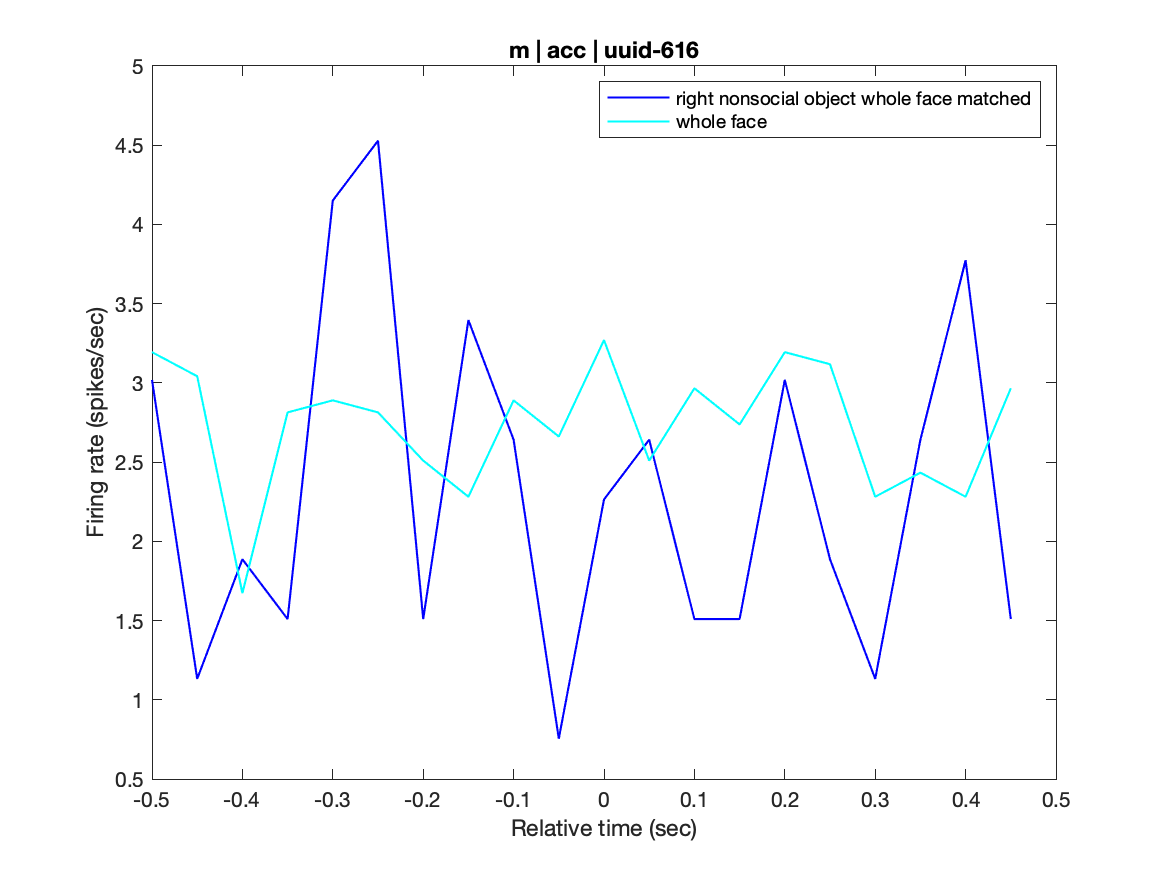 m | acc | uuid-616
right nonsocial object whole face matched
whole face
Firing rate (spikes/sec)
5
4.5
4
3.5
3
2.5
2
1.5
1
0.5
-0.5 -0.4 -0.3 -0.2 -0.1 0 0.1 0.2 0.3 0.4 0.5
Relative time (sec)